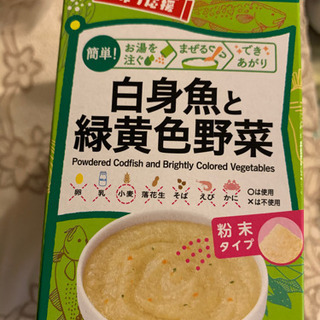 応援
簡単!
お湯を
注ぐ
まぜる
でき
あがり
白身魚と
緑黄色野菜
Powdered Codfish and Brightly Colored Vegetables
卵 乳 小麦 落花生 そば えび かに
○は使用
×は不使用
粉末
タイプ